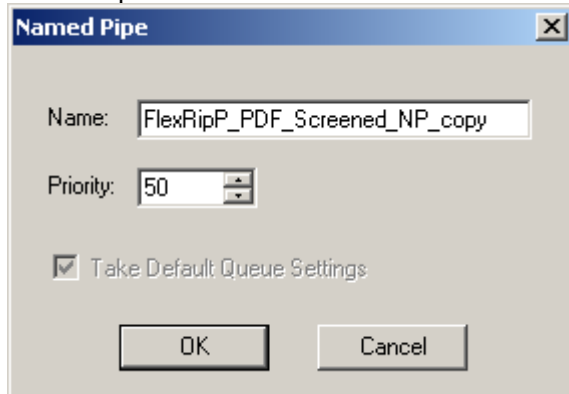 Named Pipe
Name: FlexRipP_PDF_Screened_NP_copy
Priority: 50
Take Default Queue Settings
OK Cancel